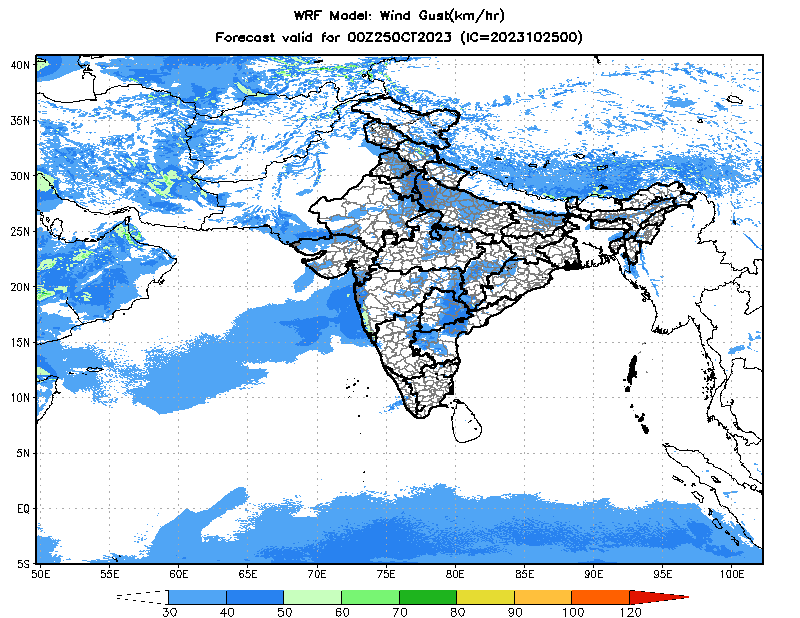 WRF Model: Wind Gust(km/hr)
Forecast valid for 00Z25OCT2023 (IC=2023102500)
40N
35N
30N
25N
20N
15N
10N
5N
EQ
5S
50E 55E 60E 65E 70E 75E 80E 85E 90E 95E 100E
30 40 50 60 70 80 90 100 120